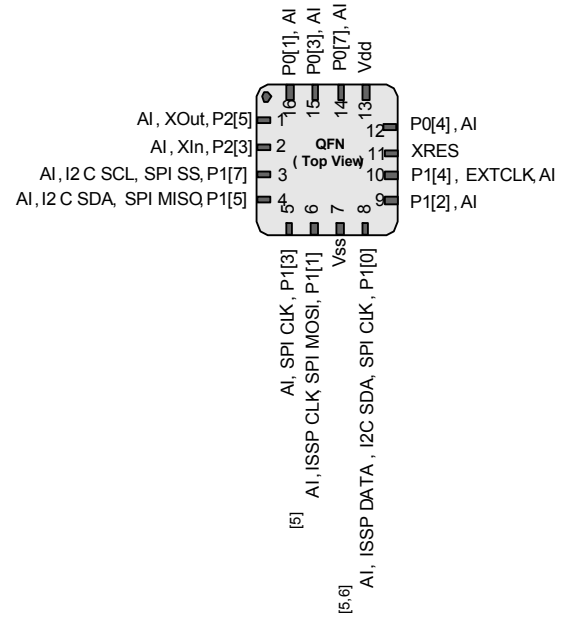 P0[1], AI
P0[3], AI
P0[7], AI
Vdd
16
15
14
13
AI, XOut, P2[5]
1
AI, XIn, P2[3]
2
AI, I2 C SCL, SPI SS, P1[7]
3
AI, I2 C SDA, SPI MISO, P1[5]
4
QFN
( Top View)
12
P0[4], AI
11
XRES
10
P1[4], EXTCLK, AI
9
P1[2], AI
5
6
7
8
AI, SPI CLK, P1[3]
AI, ISSP CLK, SPI MOSI, P1[1]
[5]
Vss
AI, ISSP DATA, I2C SDA, SPI CLK, P1[0]
[5,6]